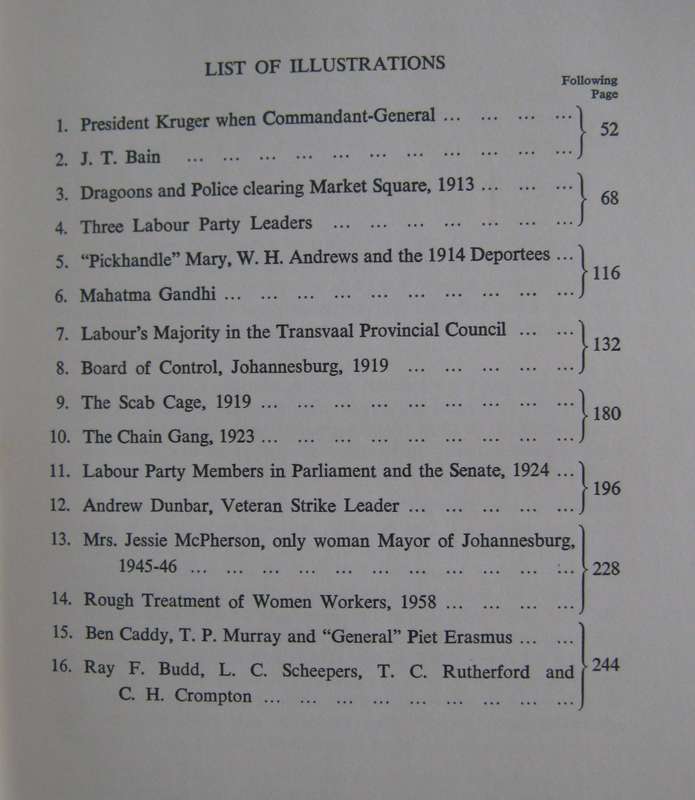 LIST OF ILLUSTRATIONS
Following
Page
1. President Kruger when Commandant-General ... ... ... ... 52
2. J. T. Bain ... ... ... ... ... ... ... ... ... ... ...
3. Dragoons and Police clearing Market Square, 1913 ... ... ... 68
4. Three Labour Party Leaders ... ... ... ... ... ... ...
5. “Pickhandle” Mary, W. H. Andrews and the 1914 Deportees ... 116
6. Mahatma Gandhi ... ... ... ... ... ... ... ... ... ...
7. Labour's Majority in the Transvaal Provincial Council ... ... 132
8. Board of Control, Johannesburg, 1919 ... ... ... ... ...
9. The Scab Cage, 1919 ... ... ... ... ... ... ... ... ... 180
10. The Chain Gang, 1923 ... ... ... ... ... ... ... ... ...
11. Labour Party Members in Parliament and the Senate, 1924 ... 196
12. Andrew Dunbar, Veteran Strike Leader ... ... ... ... ...
13. Mrs. Jessie McPherson, only woman Mayor of Johannesburg,
1945-46 ... ... ... ... ... ... ... ... ... ... ... 228
14. Rough Treatment of Women Workers, 1958 ... ... ... ...
15. Ben Caddy, T. P. Murray and “General” Piet Erasmus ... ...
16. Ray F. Budd, L. C. Scheepers, T. C. Rutherford and 244
C. H. Crompton ... ... ... ... ... ... ... ... ...